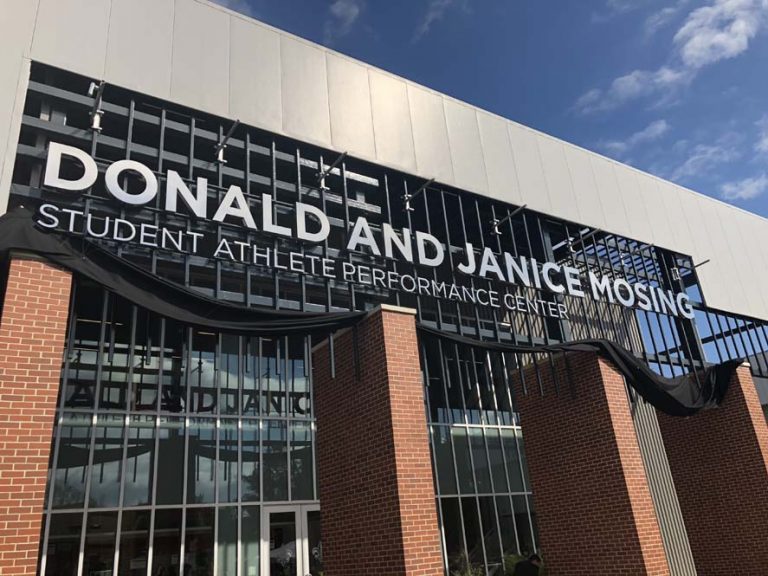 DONALD AND JANICE MOSING
STUDENT ATHLETE PERFORMANCE CENTER